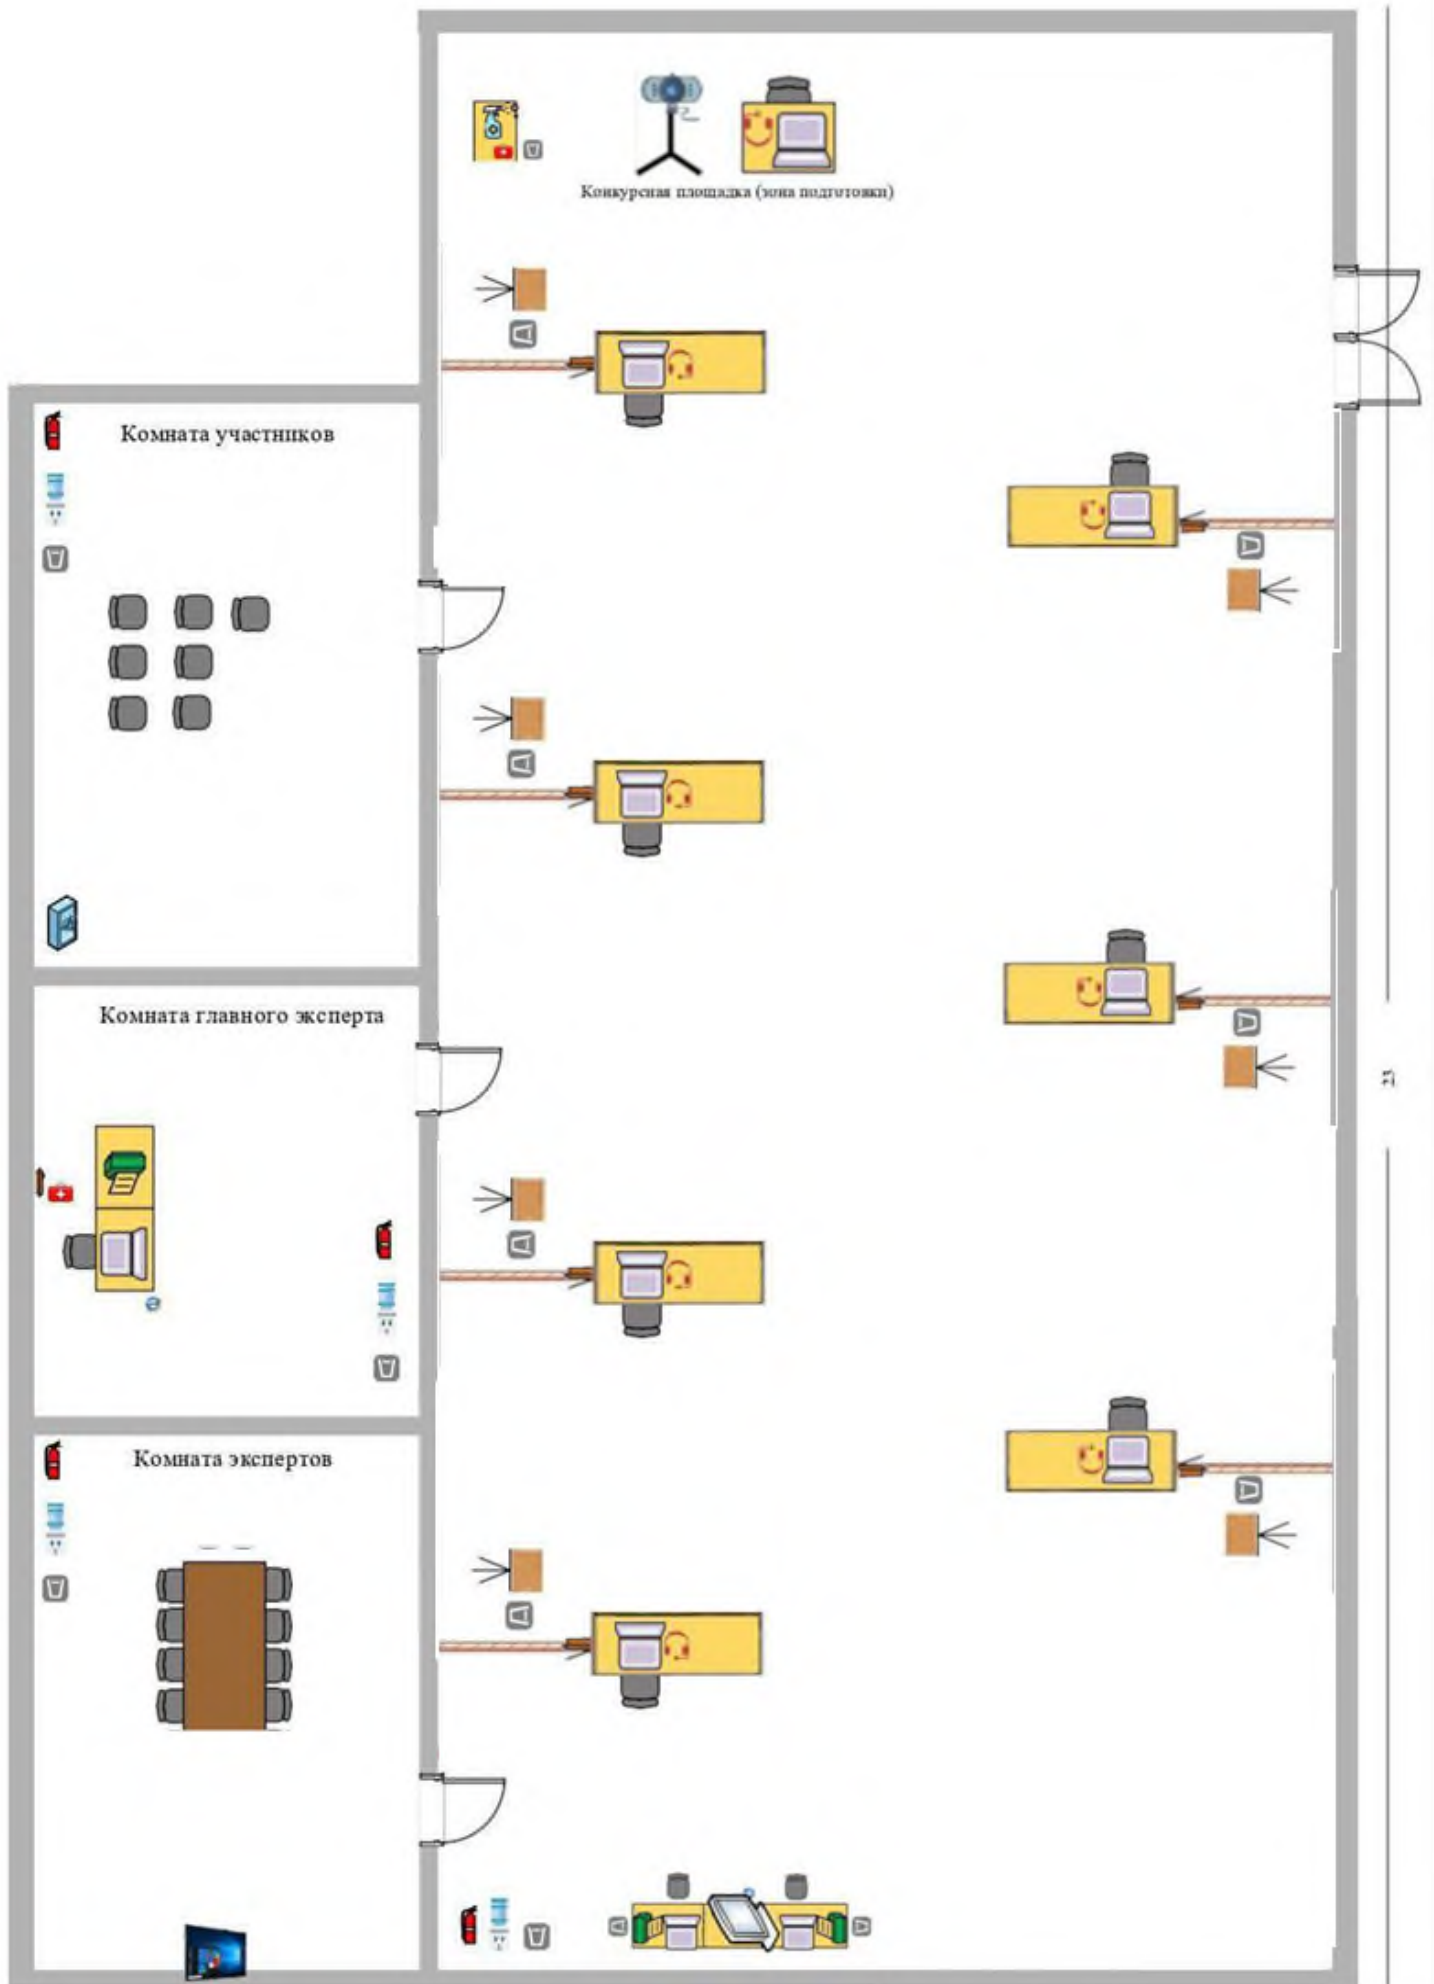 Конкурсная площадка (зона подготовки)
Комната участников
Комната главного эксперта
23
Комната экспертов